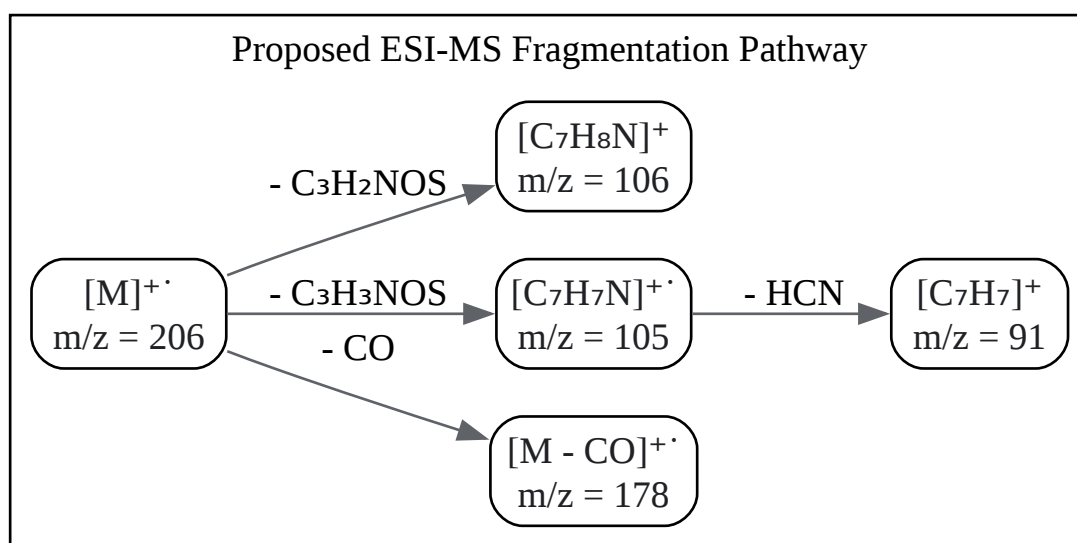 Proposed ESI-MS Fragmentation Pathway
[C₇H₈N]⁺
m/z = 106
- C₃H₂NOS
[M]⁺˙
m/z = 206
- C₃H₃NOS
[C₇H₇N]⁺˙
m/z = 105
- HCN
[C₇H₇]⁺
m/z = 91
- CO
[M - CO]⁺˙
m/z = 178